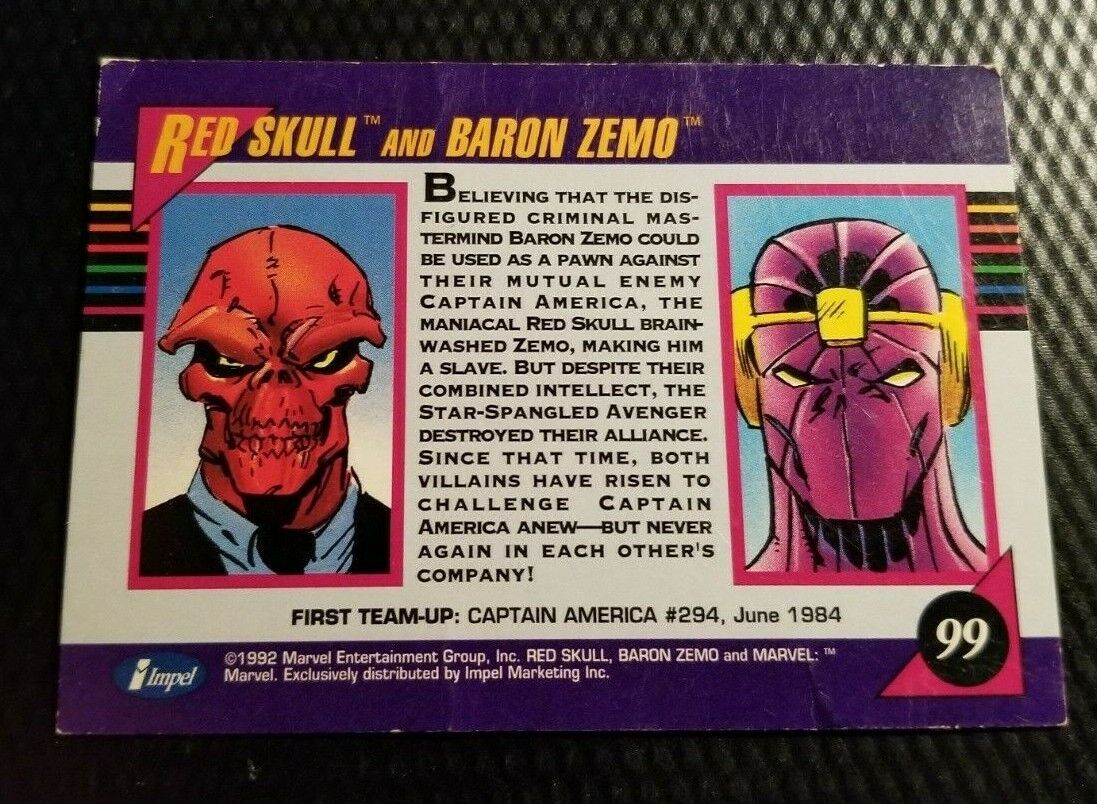 RED SKULL™ AND BARON ZEMO™
BELIEVING THAT THE DIS-
FIGURED CRIMINAL MAS-
TERMIND BARON ZEMO COULD
BE USED AS A PAWN AGAINST
THEIR MUTUAL ENEMY
CAPTAIN AMERICA, THE
MANIACAL RED SKULL BRAIN-
WASHED ZEMO, MAKING HIM
A SLAVE. BUT DESPITE THEIR
COMBINED INTELLECT, THE
STAR-SPANGLED AVENGER
DESTROYED THEIR ALLIANCE.
SINCE THAT TIME, BOTH
VILLAINS HAVE RISEN TO
CHALLENGE CAPTAIN
AMERICA ANEW—BUT NEVER
AGAIN IN EACH OTHER'S
COMPANY!
FIRST TEAM-UP: CAPTAIN AMERICA #294, June 1984
99
Impel
©1992 Marvel Entertainment Group, Inc. RED SKULL, BARON ZEMO and MARVEL: ™
Marvel. Exclusively distributed by Impel Marketing Inc.